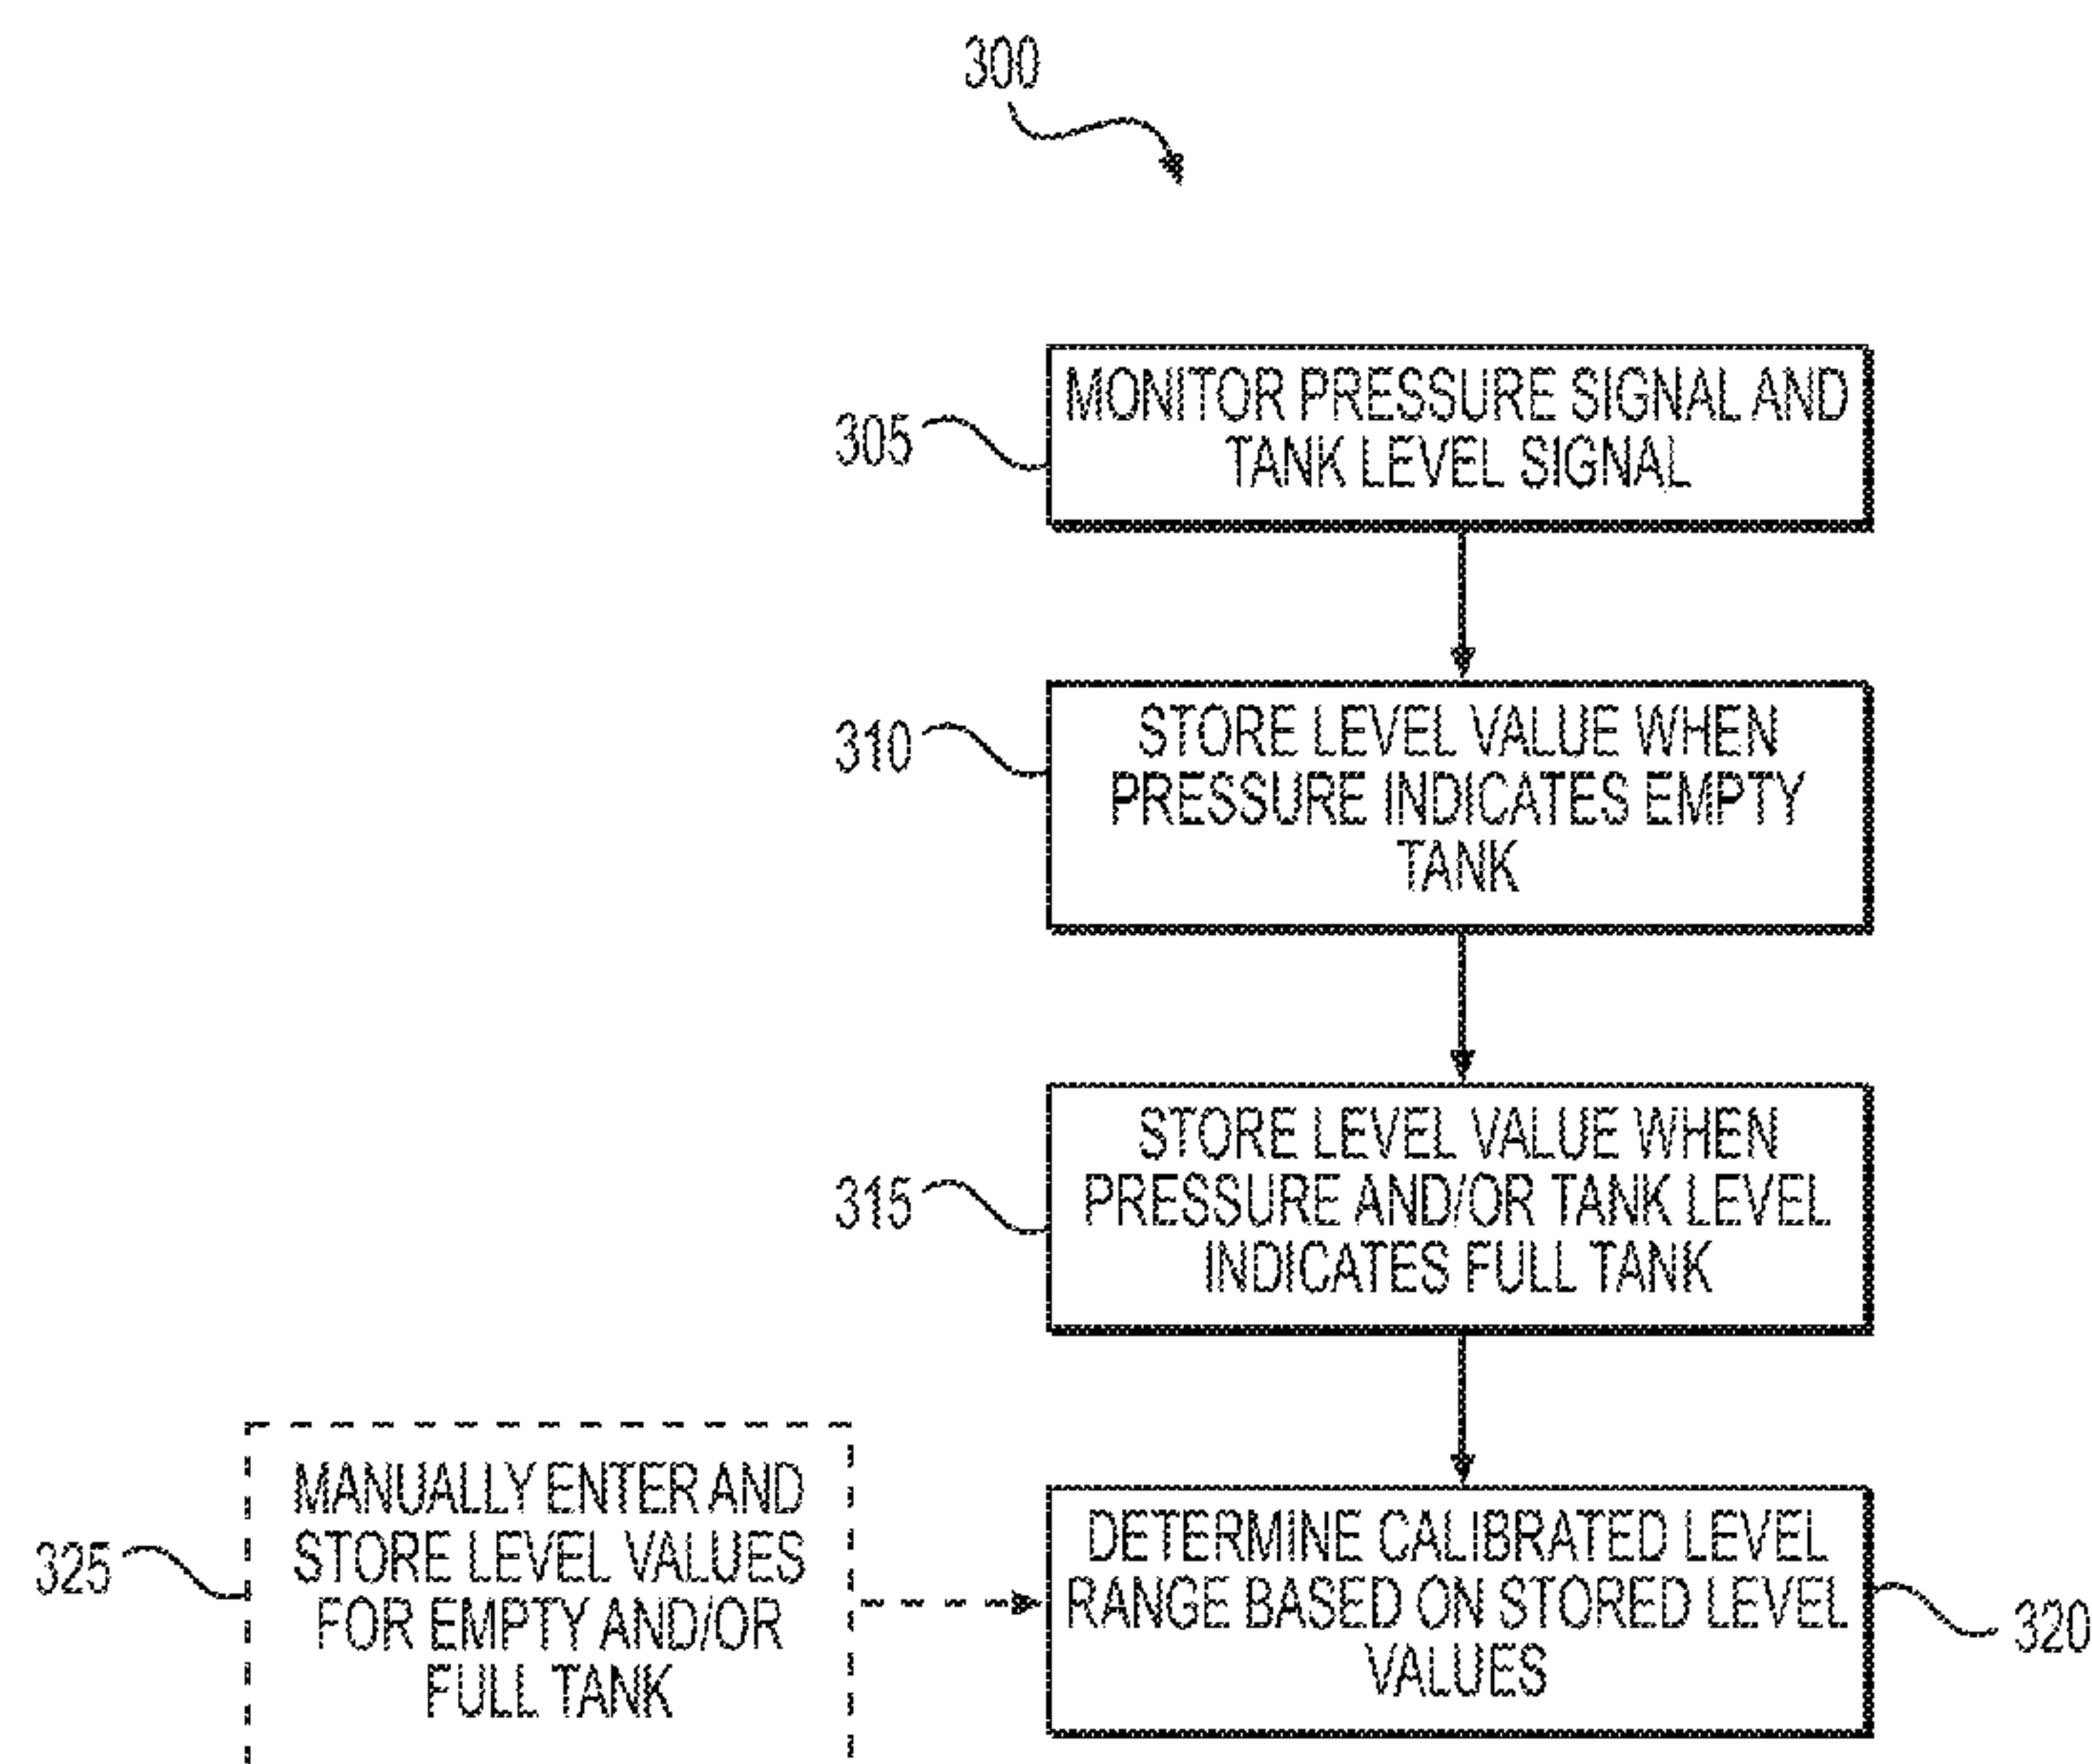 300
305
MONITOR PRESSURE SIGNAL AND
TANK LEVEL SIGNAL
310
STORE LEVEL VALUE WHEN
PRESSURE INDICATES EMPTY
TANK
315
STORE LEVEL VALUE WHEN
PRESSURE AND/OR TANK LEVEL
INDICATES FULL TANK
325
MANUALLY ENTER AND
STORE LEVEL VALUES
FOR EMPTY AND/OR
FULL TANK
DETERMINE CALIBRATED LEVEL
RANGE BASED ON STORED LEVEL
VALUES
320